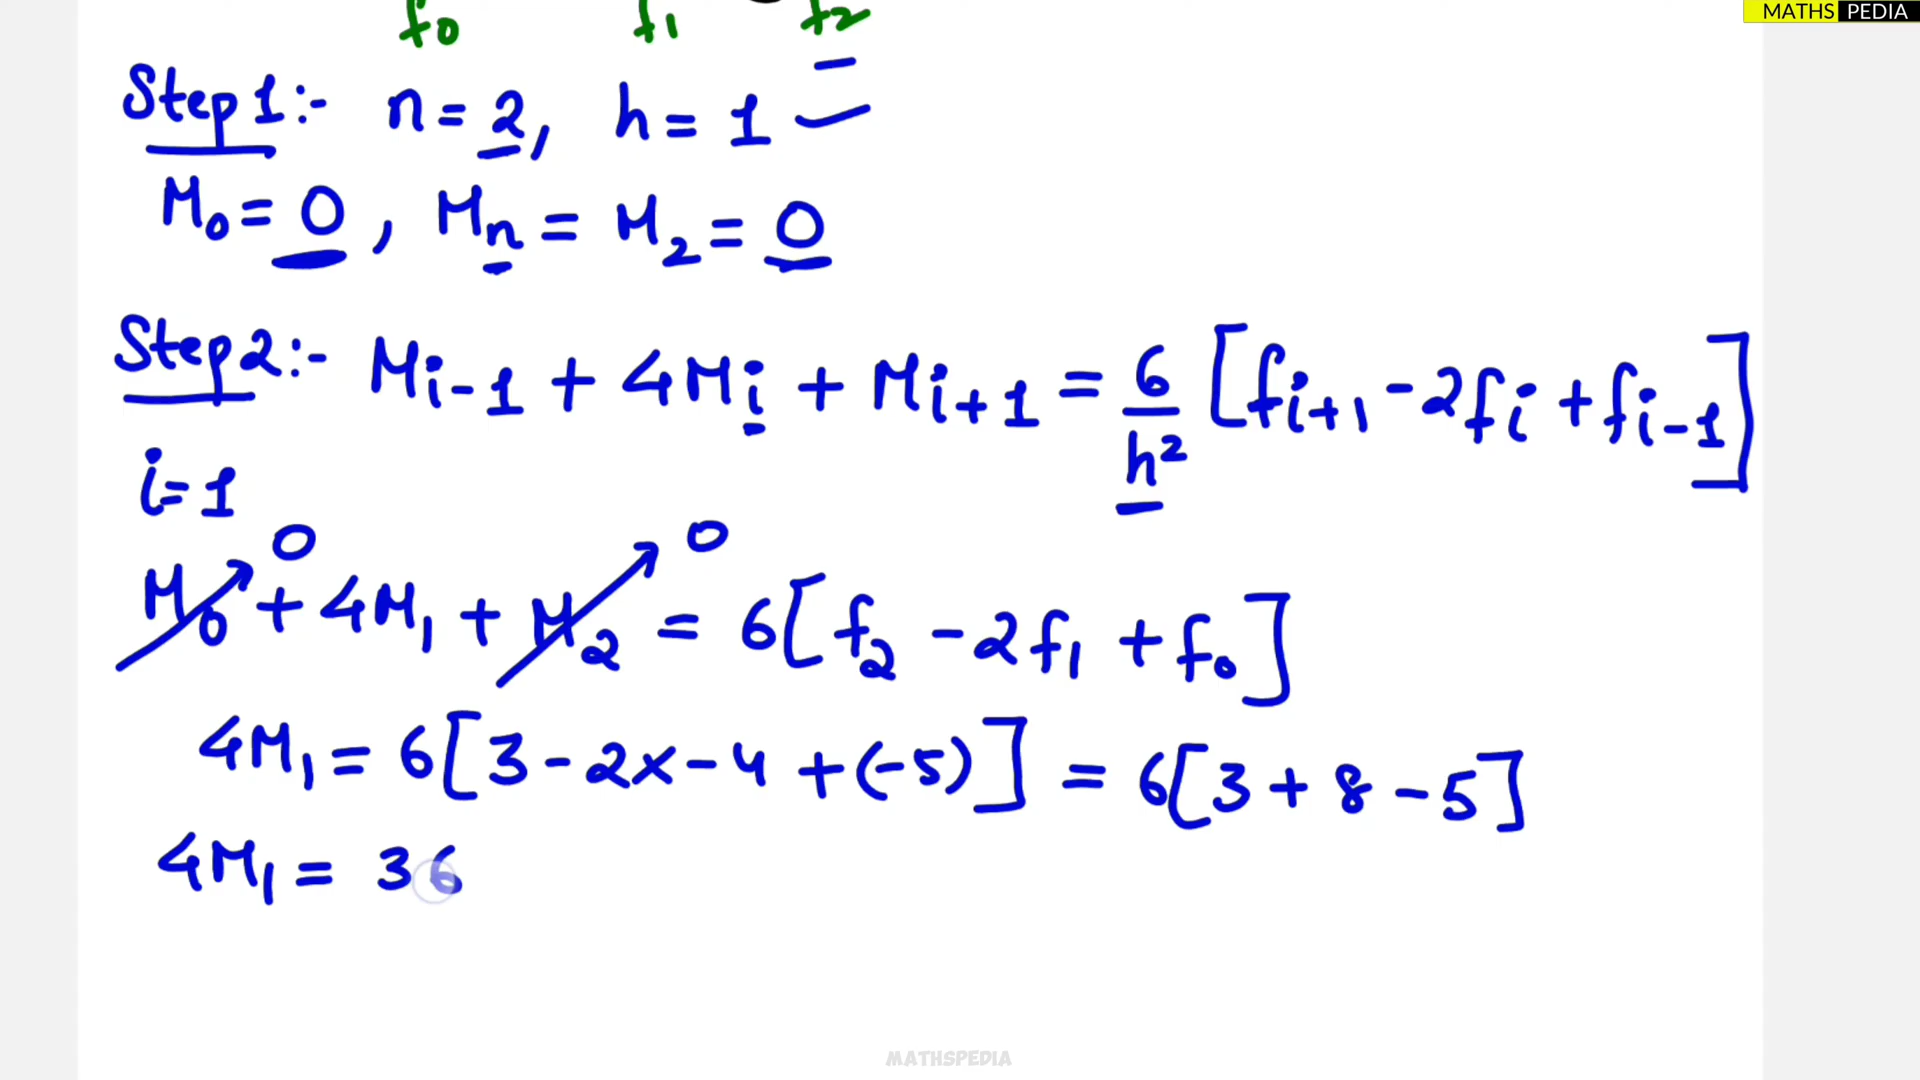 MATHS PEDIA
f₀ f₁ f₂
Step 1:- n = 2, h = 1
M₀ = 0, Mₙ = M₂ = 0
Step 2:- Mᵢ₋₁ + 4Mᵢ + Mᵢ₊₁ = 6/h² [fᵢ₊₁ - 2fᵢ + fᵢ₋₁]
i = 1
0 0
M₀ + 4M₁ + M₂ = 6[f₂ - 2f₁ + f₀]
4M₁ = 6[3 - 2x - 4 + (-5)] = 6[3 + 8 - 5]
4M₁ = 36
MATHSPEDIA